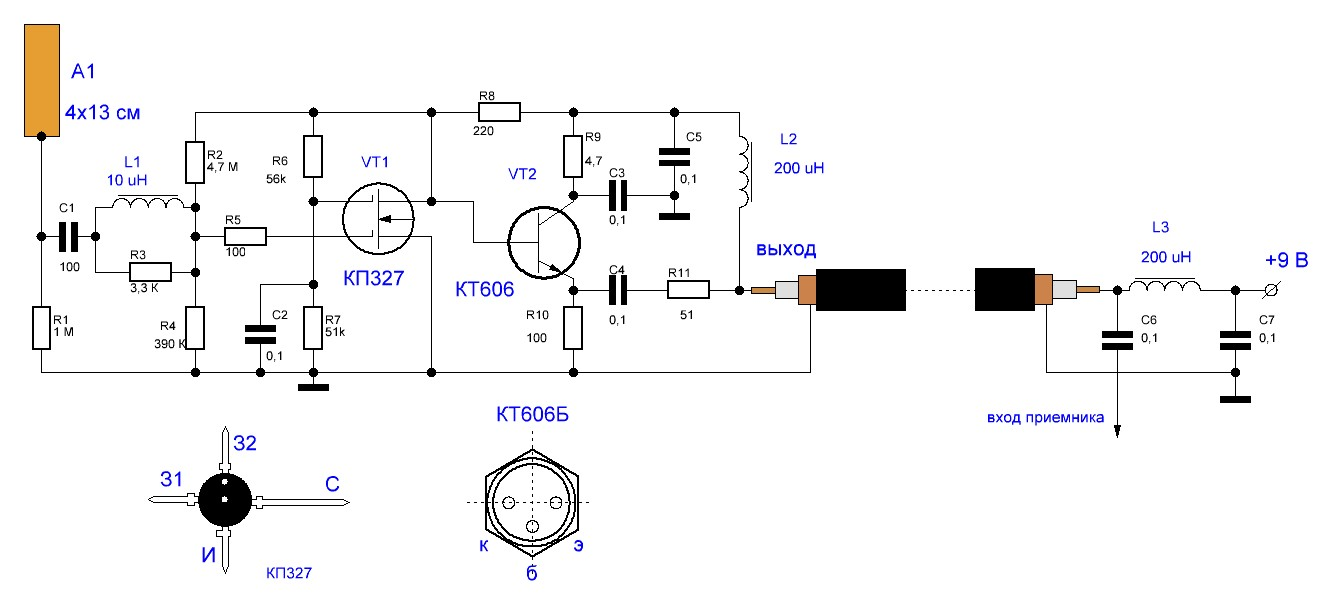 A1
4x13 см
L1
10 uH
C1
100
R1
1 M
R2
4,7 M
R3
3,3 K
R4
390 K
R5
100
R6
56k
R7
51k
C2
0,1
VT1
КП327
R8
220
R9
4,7
C3
0,1
C5
0,1
L2
200 uH
VT2
КТ606
C4
0,1
R10
100
R11
51
выход
L3
200 uH
+9 В
C6
0,1
C7
0,1
вход приемника
З2
З1
С
И
КП327
КТ606Б
к
э
б